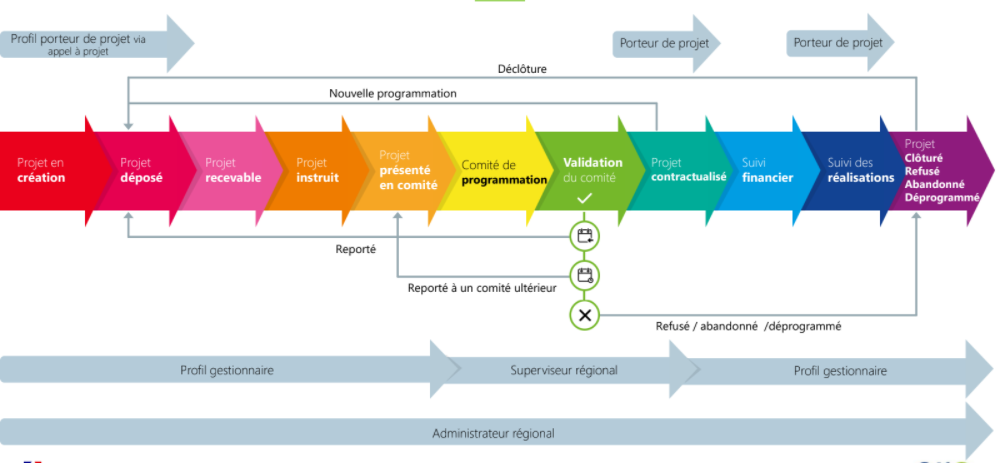 Profil porteur de projet via
appel à projet
Porteur de projet
Porteur de projet
Déclôture
Nouvelle programmation
Projet en
création
Projet
déposé
Projet
recevable
Projet
instruit
Projet
présenté
en comité
Comité de
programmation
Validation
du comité
Projet
contractualisé
Suivi
financier
Suivi des
réalisations
Projet
Clôturé
Refusé
Abandonné
Déprogrammé
Reporté
Reporté à un comité ultérieur
Refusé / abandonné /déprogrammé
Profil gestionnaire
Superviseur régional
Profil gestionnaire
Administrateur régional